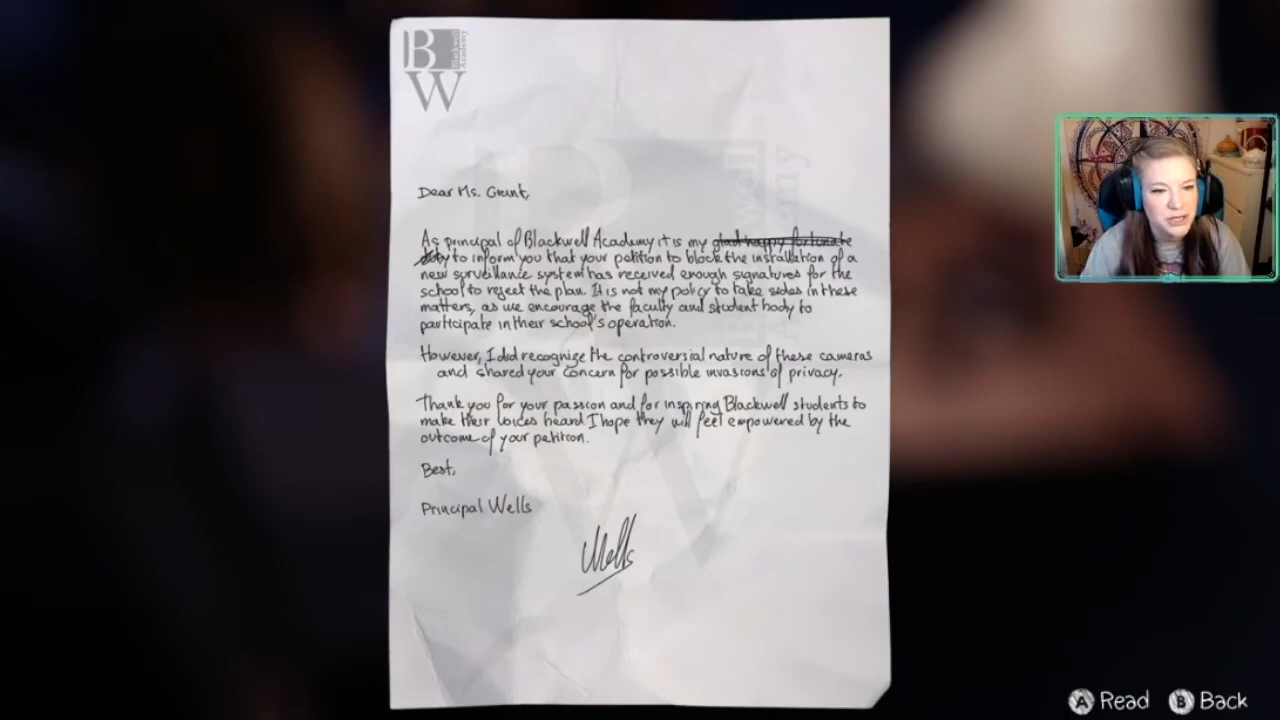 B
Blackwell
Academy
W
Dear Ms. Grant,
As principal of Blackwell Academy it is my glad happy fortunate
duty to inform you that your petition to block the installation of a
new surveillance system has received enough signatures for the
school to reject the plan. It is not my policy to take sides in these
matters, as we encourage the faculty and student body to
participate in their school's operation.
However, I did recognize the controversial nature of these cameras
and shared your concern for possible invasions of privacy.
Thank you for your passion and for inspiring Blackwell students to
make their voices heard I hope they will feel empowered by the
outcome of your petition.
Best,
Principal Wells
Wells
A Read B Back